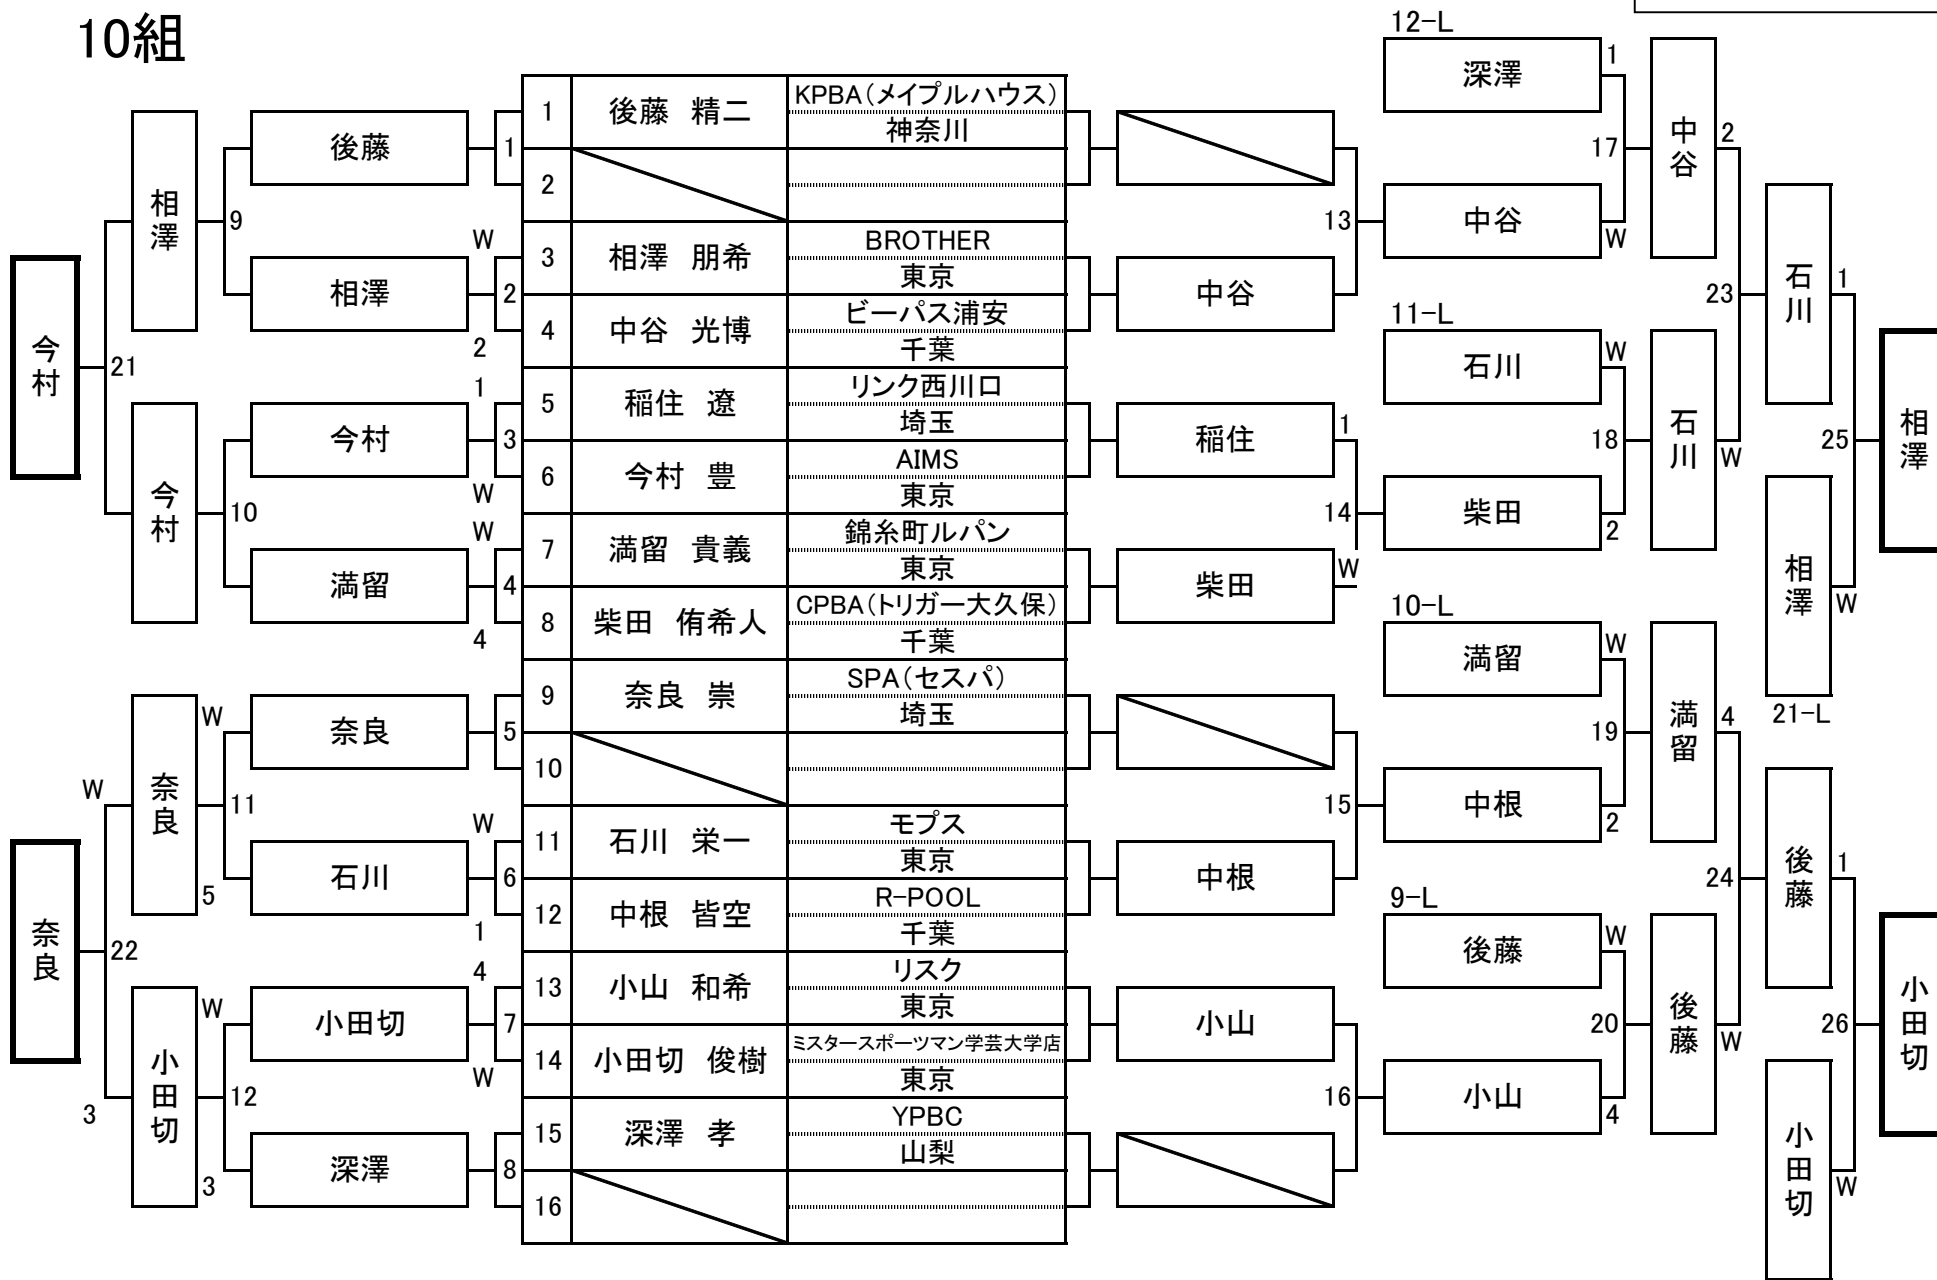 10組
12-L
深澤
1
17
中谷
W
中谷
2
23
11-L
石川
W
18
柴田
2
石川
W
石川
1
25
相澤
W
21-L
相澤
10-L
満留
W
19
中根
2
満留
4
24
9-L
後藤
W
20
小山
4
後藤
W
後藤
1
26
小田切
W
小田切
今村
21
相澤
9
後藤
1
相澤
W
2
2
今村
10
今村
1
3
W
満留
W
4
4
奈良
22
W
3
奈良
11
W
5
奈良
5
石川
W
6
1
小田切
12
W
3
小田切
4
7
W
深澤
8
1 後藤 精二 KPBA(メイプルハウス)
神奈川
2
3 相澤 朋希 BROTHER
東京
4 中谷 光博 ビーパス浦安
千葉
5 稲住 遼 リンク西川口
埼玉
6 今村 豊 AIMS
東京
7 満留 貴義 錦糸町ルパン
東京
8 柴田 侑希人 CPBA(トリガー大久保)
千葉
9 奈良 崇 SPA(セスパ)
埼玉
10
11 石川 栄一 モプス
東京
12 中根 皆空 R-POOL
千葉
13 小山 和希 リスク
東京
14 小田切 俊樹 ミスタースポーツマン学芸大学店
東京
15 深澤 孝 YPBC
山梨
16
13
中谷
稲住
1
14
柴田
W
15
中根
小山
16